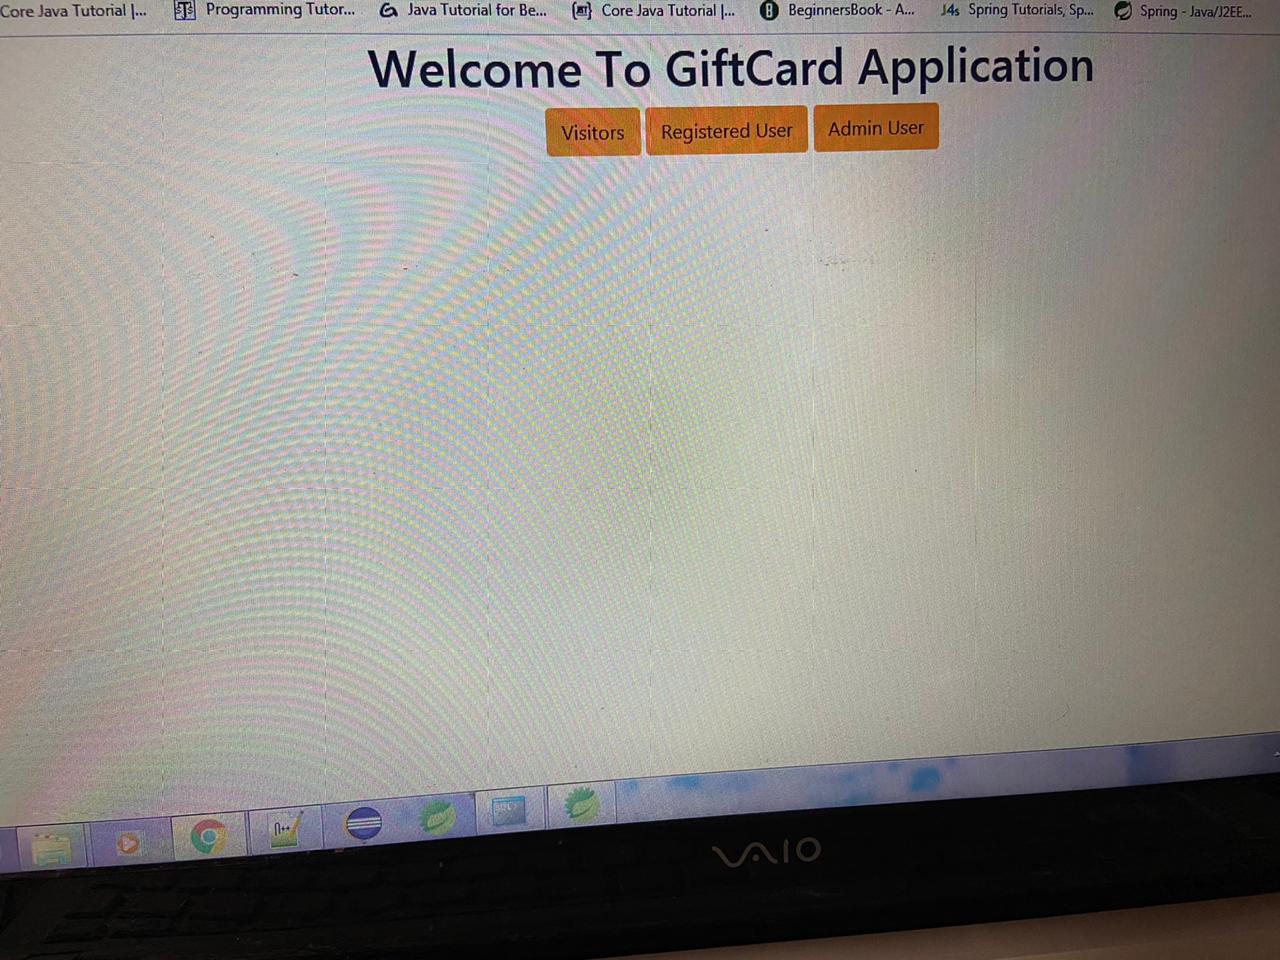 Core Java Tutorial |... Programming Tutor... Java Tutorial for Be... Core Java Tutorial |... BeginnersBook - A... J4s Spring Tutorials, Sp... Spring - Java/J2EE...
Welcome To GiftCard Application
Visitors Registered User Admin User
VAIO